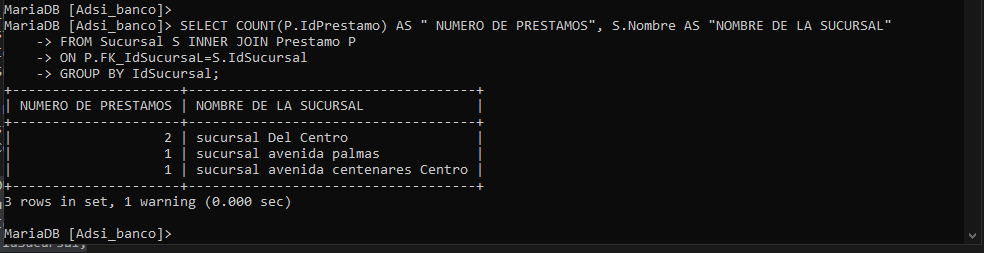 MariaDB [Adsi_banco]>
MariaDB [Adsi_banco]> SELECT COUNT(P.IdPrestamo) AS " NUMERO DE PRESTAMOS", S.Nombre AS "NOMBRE DE LA SUCURSAL"
    -> FROM Sucursal S INNER JOIN Prestamo P
    -> ON P.FK_IdSucursaL=S.IdSucursal
    -> GROUP BY IdSucursal;
+---------------------+-----------------------------------+
| NUMERO DE PRESTAMOS | NOMBRE DE LA SUCURSAL             |
+---------------------+-----------------------------------+
|                   2 | sucursal Del Centro               |
|                   1 | sucursal avenida palmas           |
|                   1 | sucursal avenida centenares Centro |
+---------------------+-----------------------------------+
3 rows in set, 1 warning (0.000 sec)
MariaDB [Adsi_banco]>